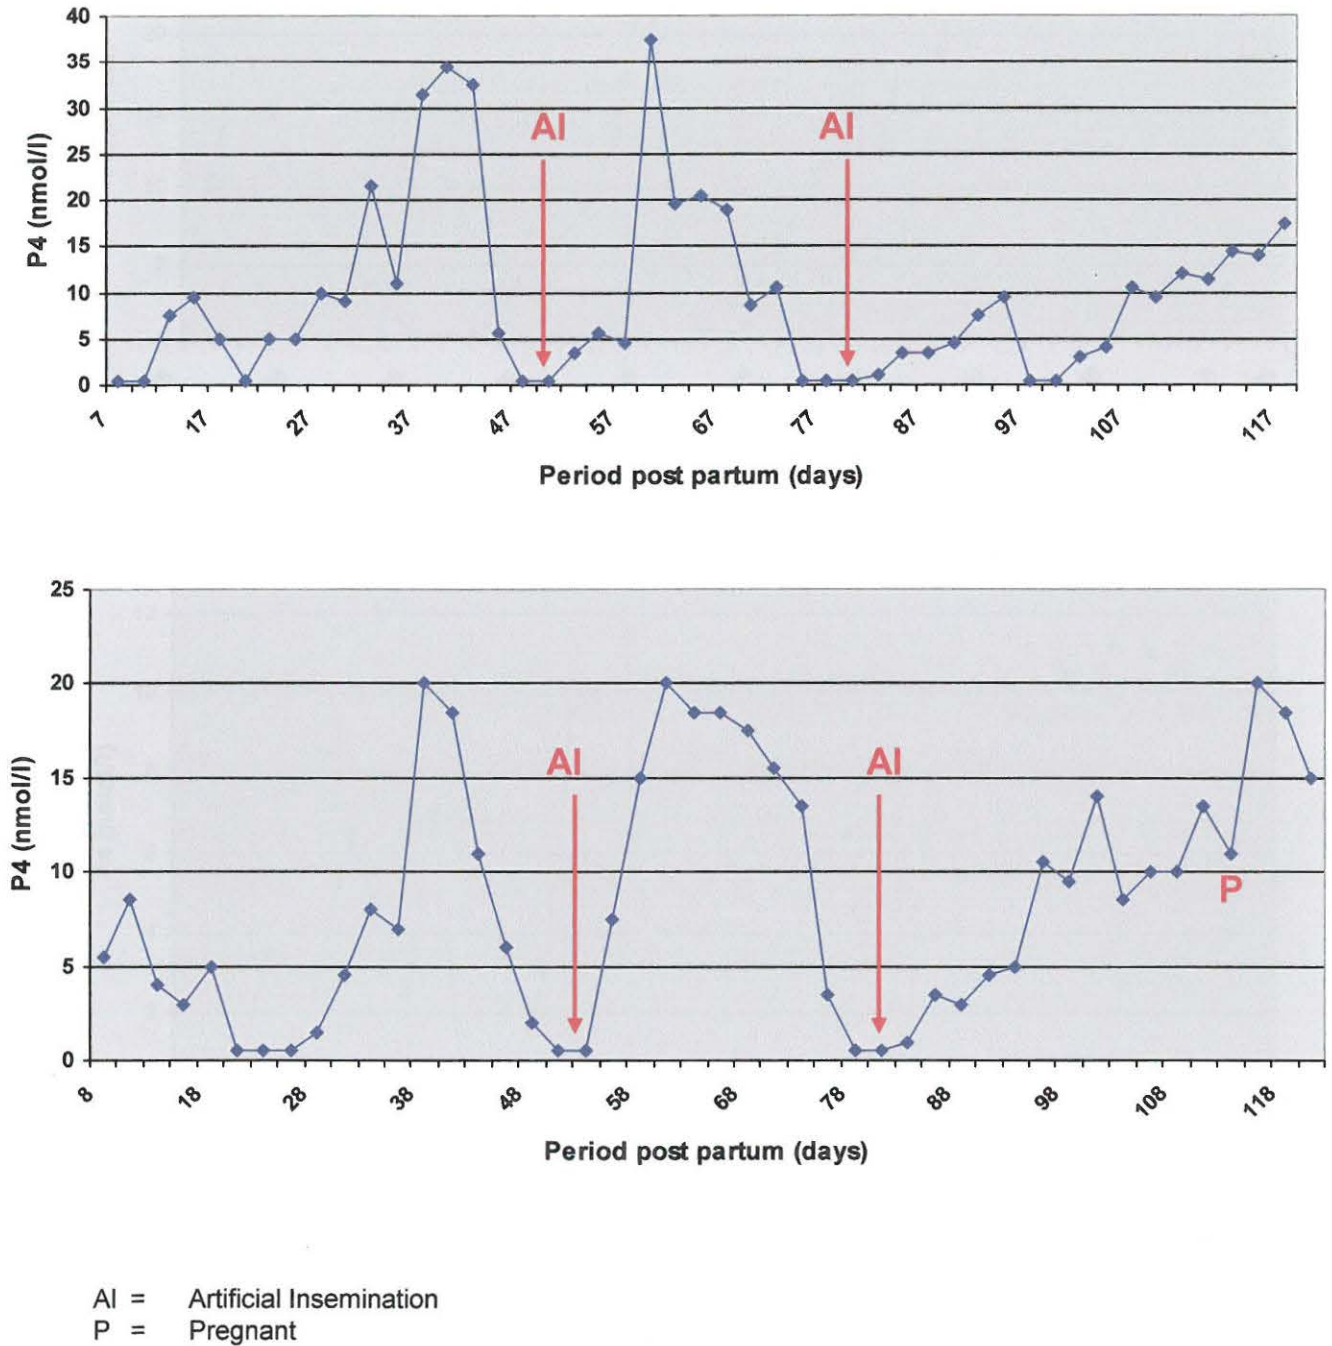 40
35
30
25
20
15
10
5
0
P4 (nmol/l)
AI
AI
7 17 27 37 47 57 67 77 87 97 107 117
Period post partum (days)
25
20
15
10
5
0
P4 (nmol/l)
AI
AI
P
8 18 28 38 48 58 68 78 88 98 108 118
Period post partum (days)
AI = Artificial Insemination
P = Pregnant